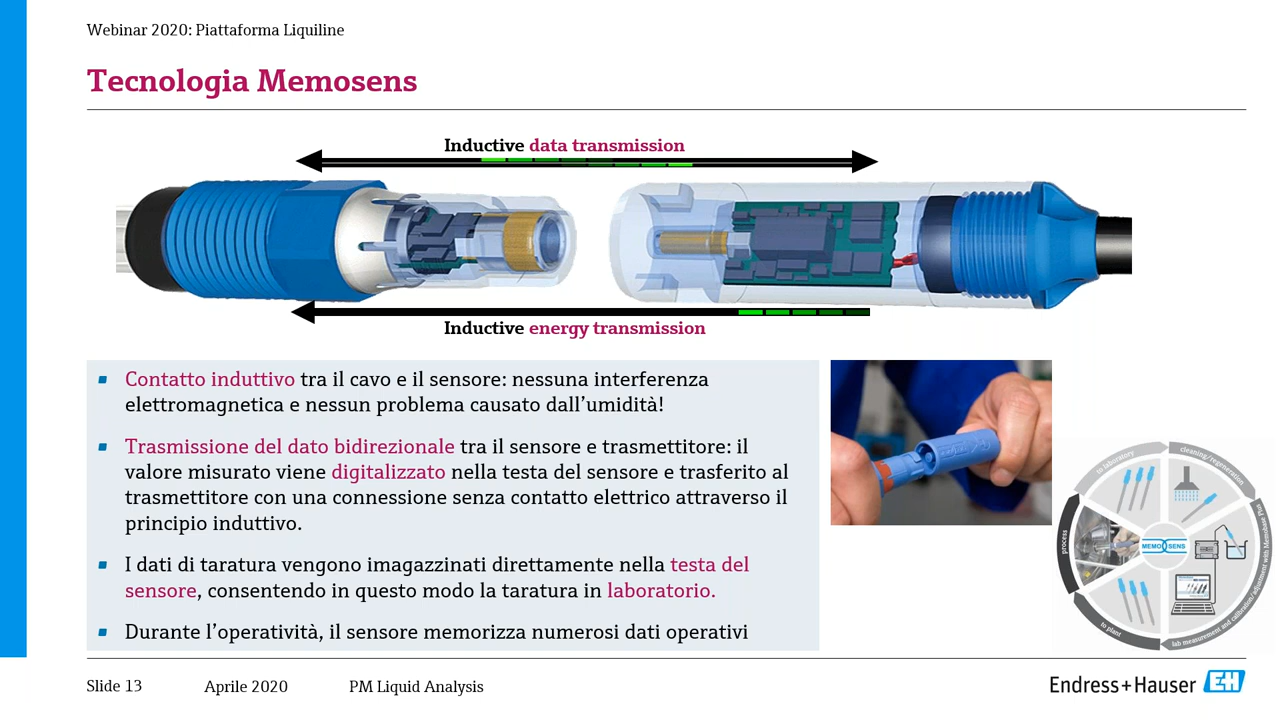 Webinar 2020: Piattaforma Liquiline
Tecnologia Memosens
Inductive data transmission
Inductive energy transmission
Contatto induttivo tra il cavo e il sensore: nessuna interferenza
elettromagnetica e nessun problema causato dall'umidità!
Trasmissione del dato bidirezionale tra il sensore e trasmettitore: il
valore misurato viene digitalizzato nella testa del sensore e trasferito al
trasmettitore con una connessione senza contatto elettrico attraverso il
principio induttivo.
I dati di taratura vengono imagazzinati direttamente nella testa del
sensore, consentendo in questo modo la taratura in laboratorio.
Durante l'operatività, il sensore memorizza numerosi dati operativi
to laboratory
cleaning/regeneration
process
MEMOSENS
to plant
lab measurement and calibration/adjustment with Memobase Plus
Slide 13
Aprile 2020
PM Liquid Analysis
Endress+Hauser
EH